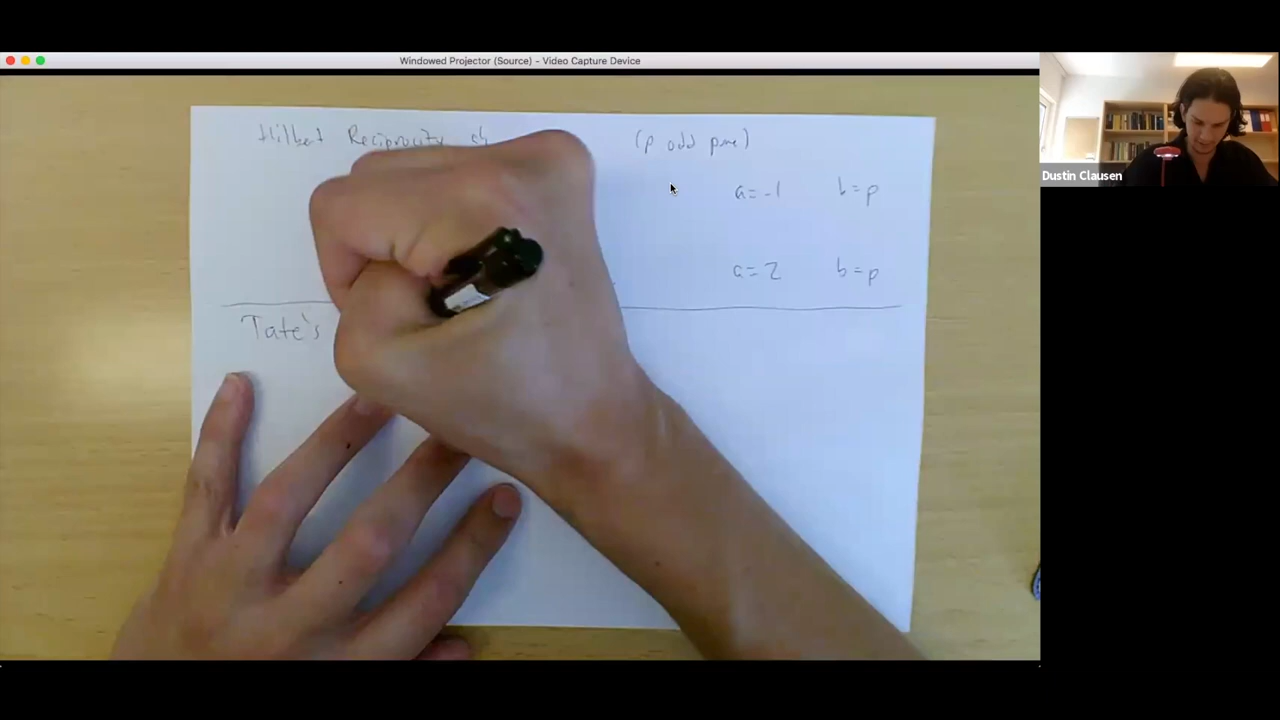 Windowed Projector (Source) - Video Capture Device
Dustin Clausen
Hilbert Reciprocity (p odd prime)
a=-1 b=p
a=2 b=p
Tate's